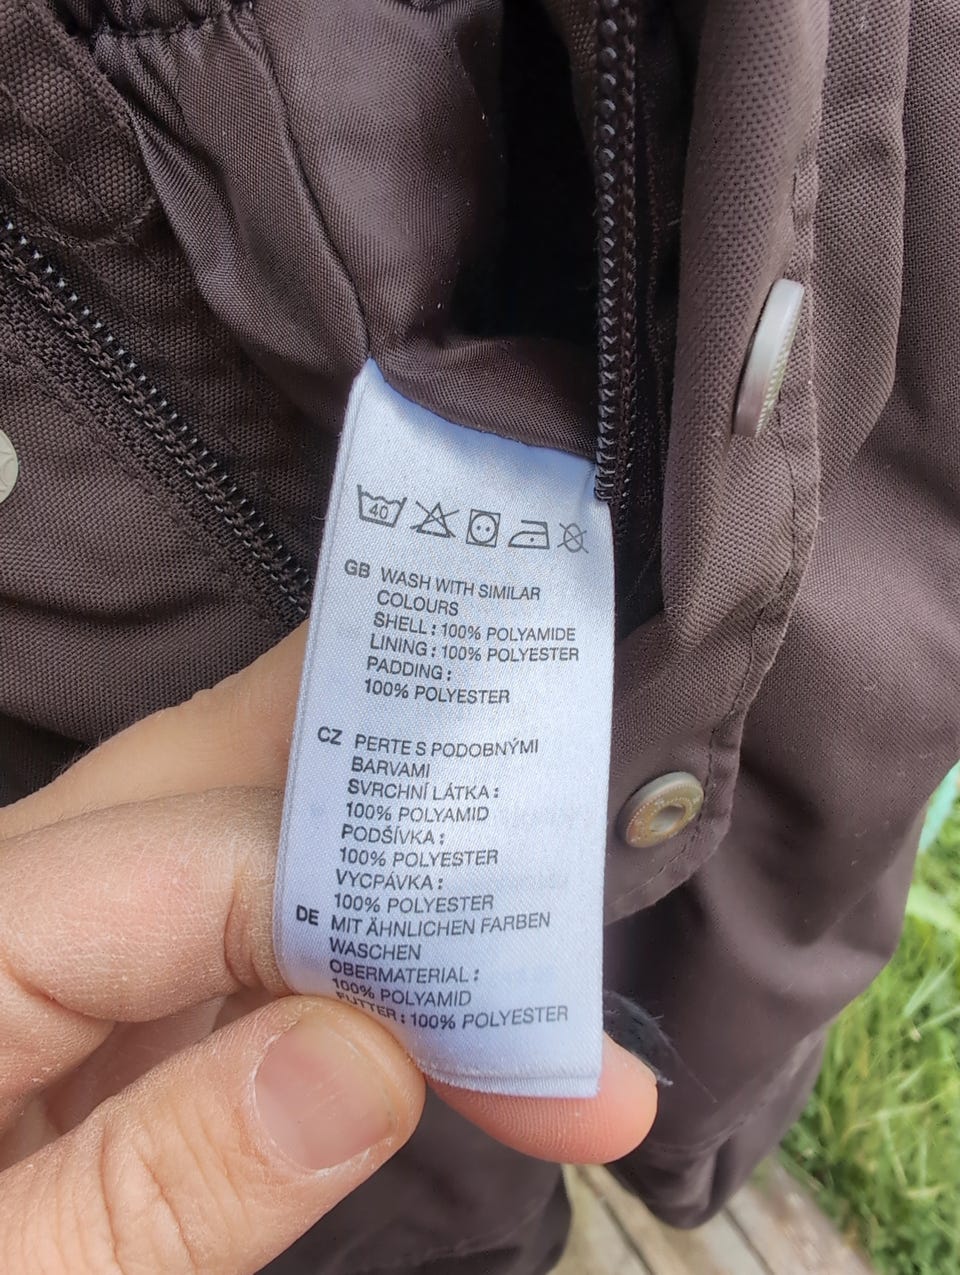 40
GB WASH WITH SIMILAR
COLOURS
SHELL : 100% POLYAMIDE
LINING : 100% POLYESTER
PADDING :
100% POLYESTER
CZ PERTE S PODOBNÝMI
BARVAMI
SVRCHNÍ LÁTKA :
100% POLYAMID
PODŠÍVKA :
100% POLYESTER
VYCPÁVKA :
100% POLYESTER
DE MIT ÄHNLICHEN FARBEN
WASCHEN
OBERMATERIAL :
100% POLYAMID
FUTTER : 100% POLYESTER